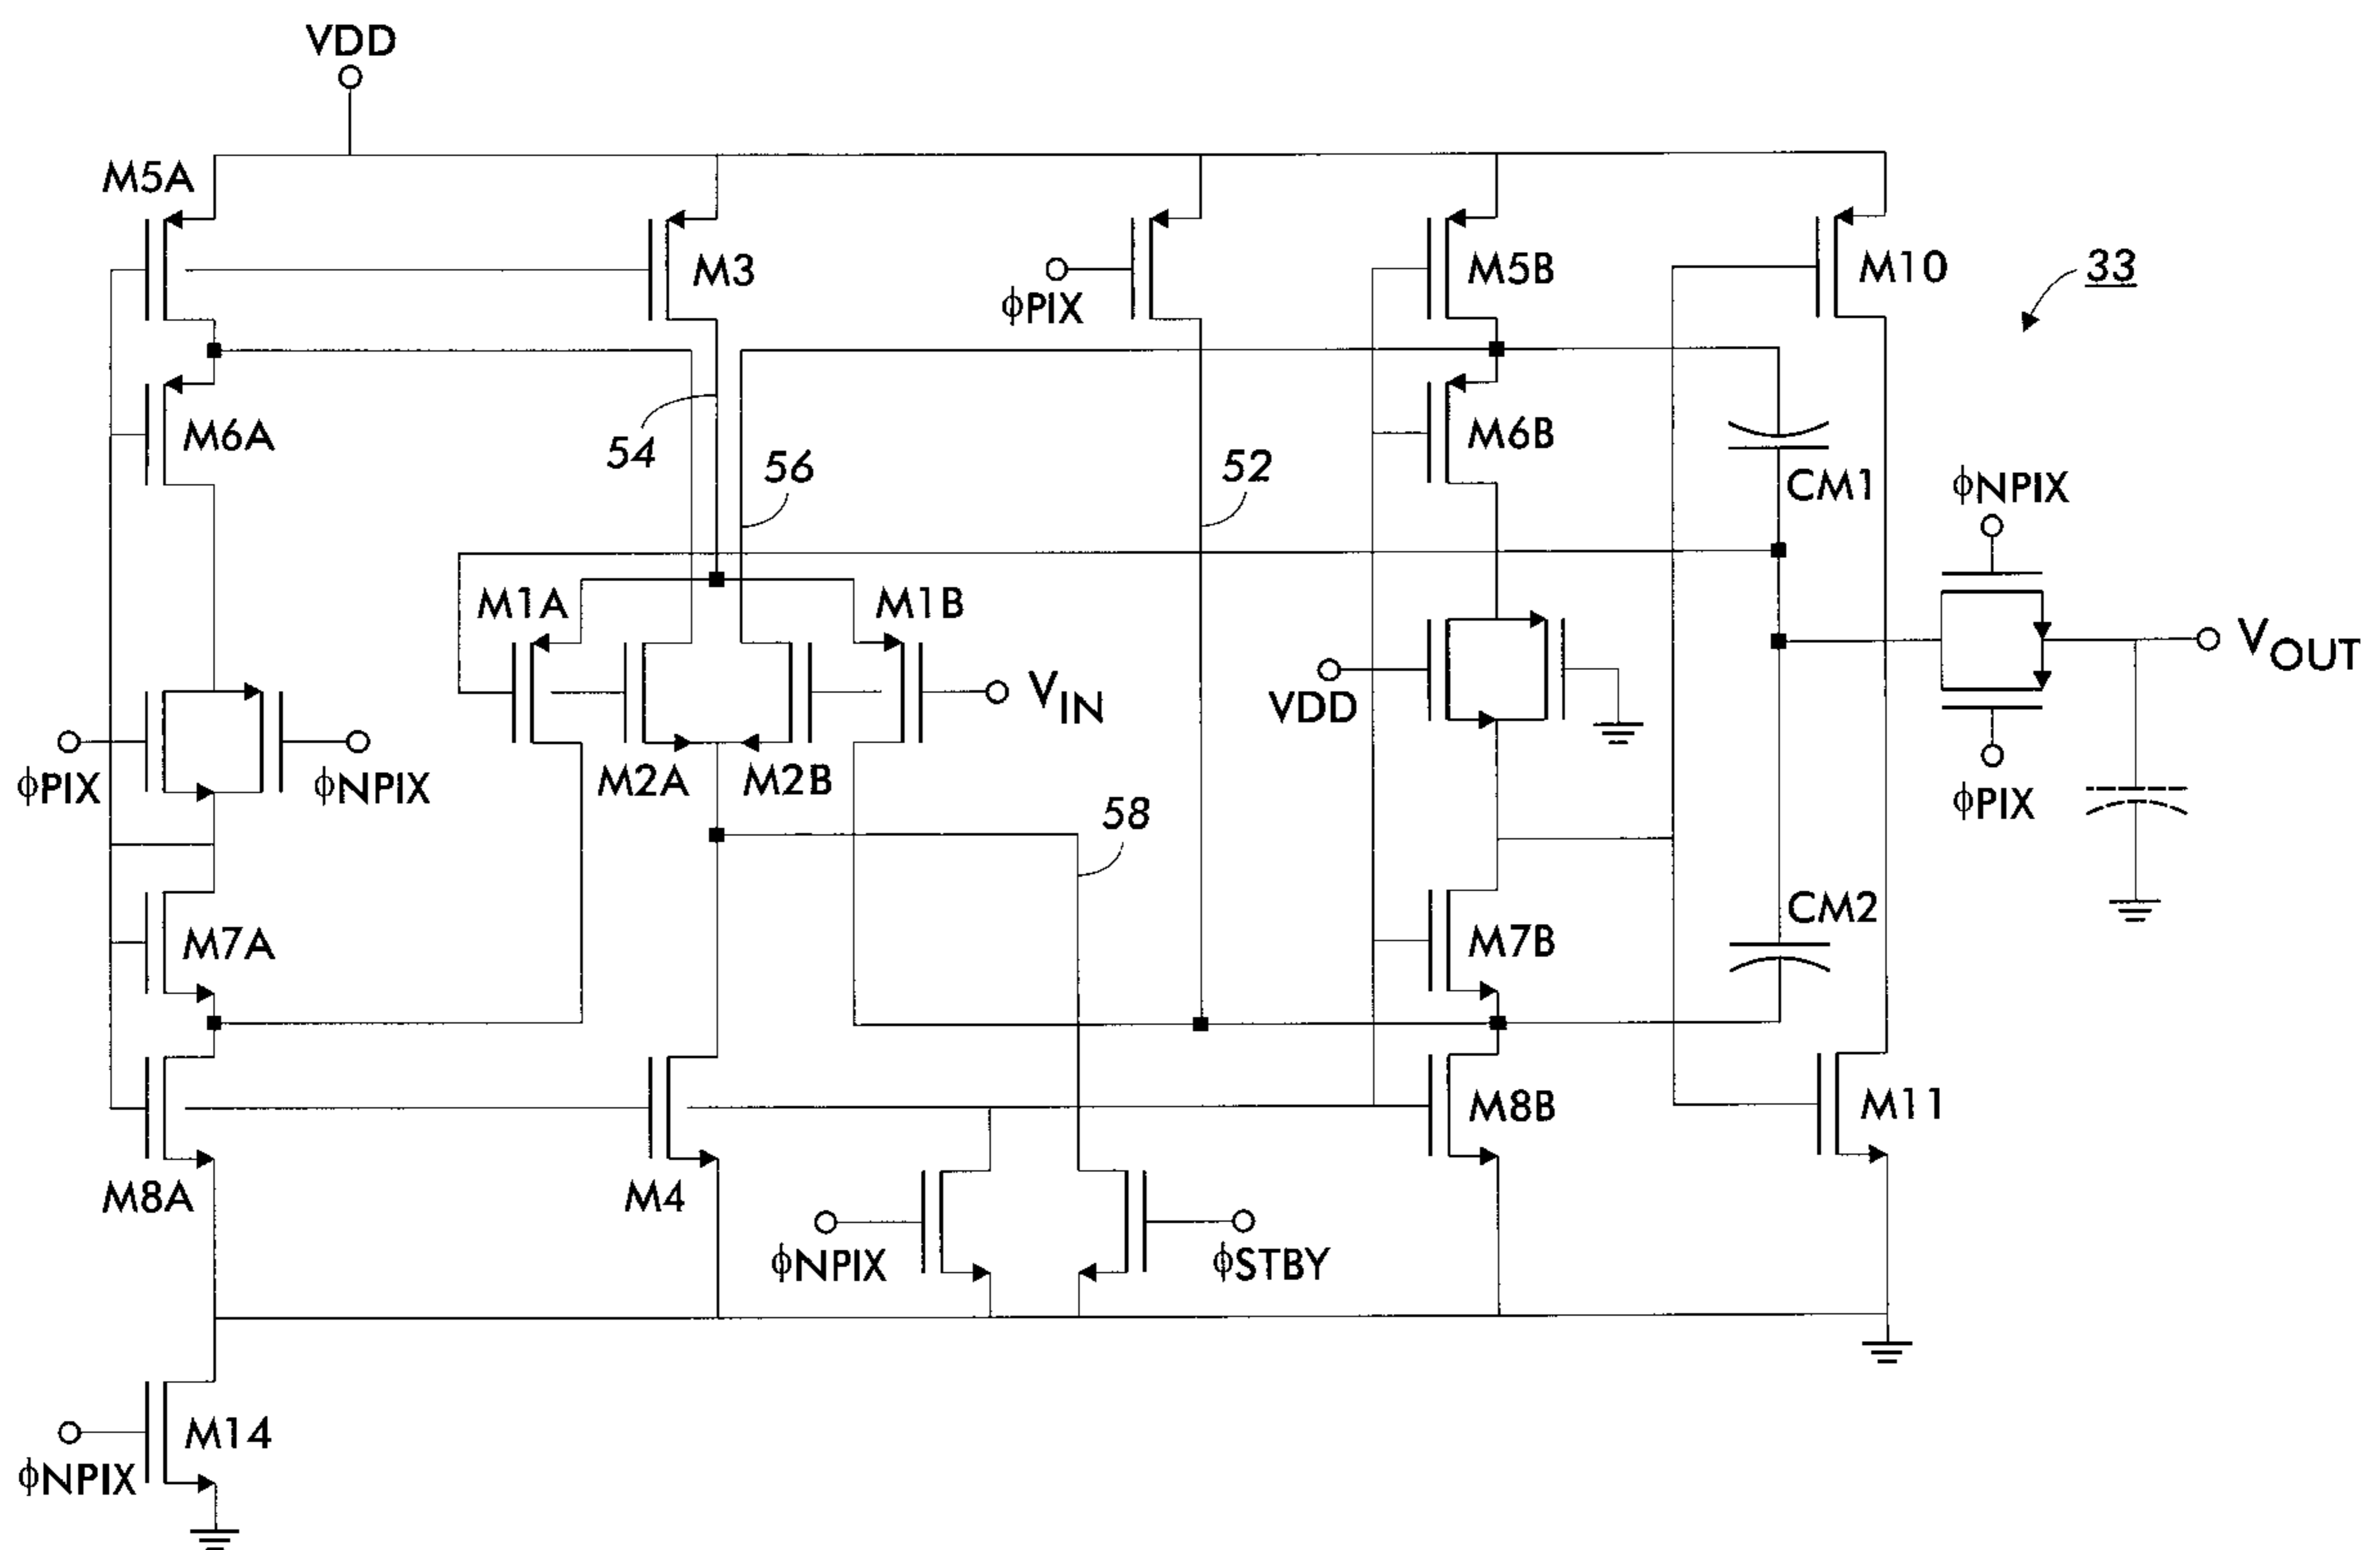 VDD
M5A
M3
ϕPIX
M5B
M10
33
M6A
54
56
52
M6B
CM1
ϕNPIX
M1A
M1B
VIN
VDD
VOUT
ϕPIX
ϕNPIX
M2A
M2B
58
ϕPIX
M7A
M7B
CM2
M8A
M4
ϕNPIX
ϕSTBY
M8B
M11
M14
ϕNPIX